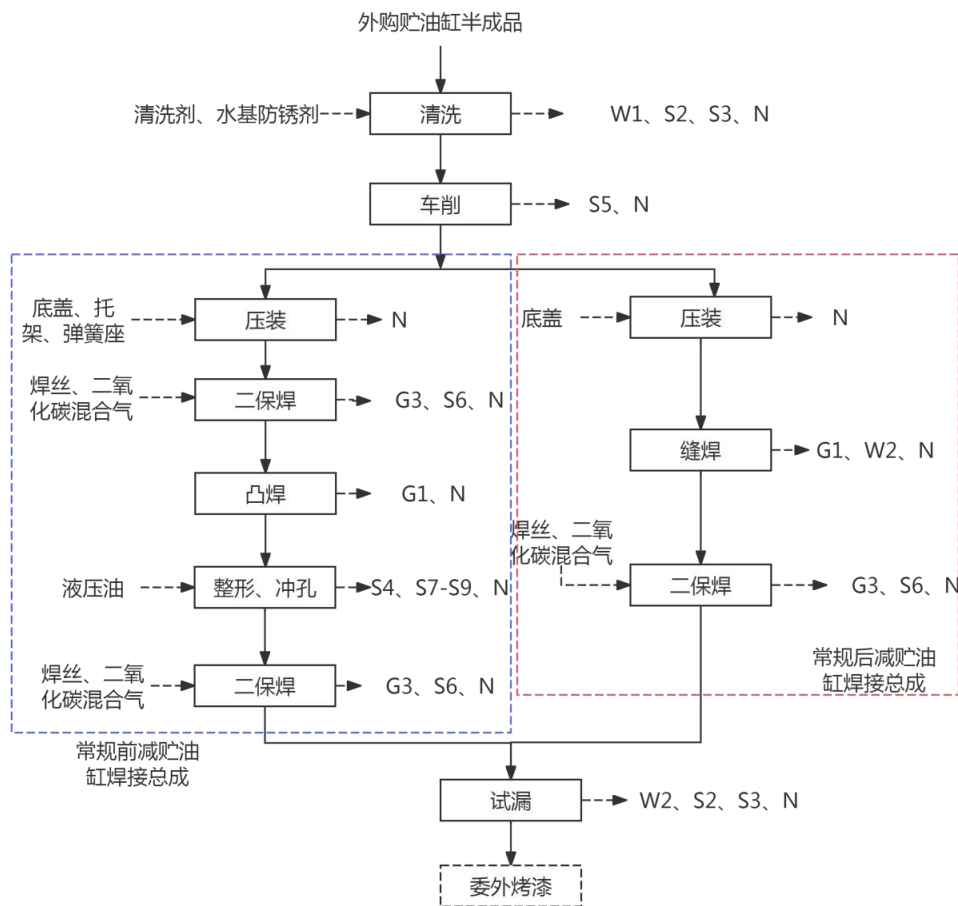 外购贮油缸半成品
清洗剂、水基防锈剂
清洗
W1、S2、S3、N
车削
S5、N
底盖、托
架、弹簧座
压装
N
焊丝、二氧
化碳混合气
二保焊
G3、S6、N
凸焊
G1、N
液压油
整形、冲孔
S4、S7-S9、N
焊丝、二氧
化碳混合气
二保焊
G3、S6、N
常规前减贮油
缸焊接总成
底盖
压装
N
缝焊
G1、W2、N
焊丝、二氧
化碳混合气
二保焊
G3、S6、N
常规后减贮油
缸焊接总成
试漏
W2、S2、S3、N
委外烤漆